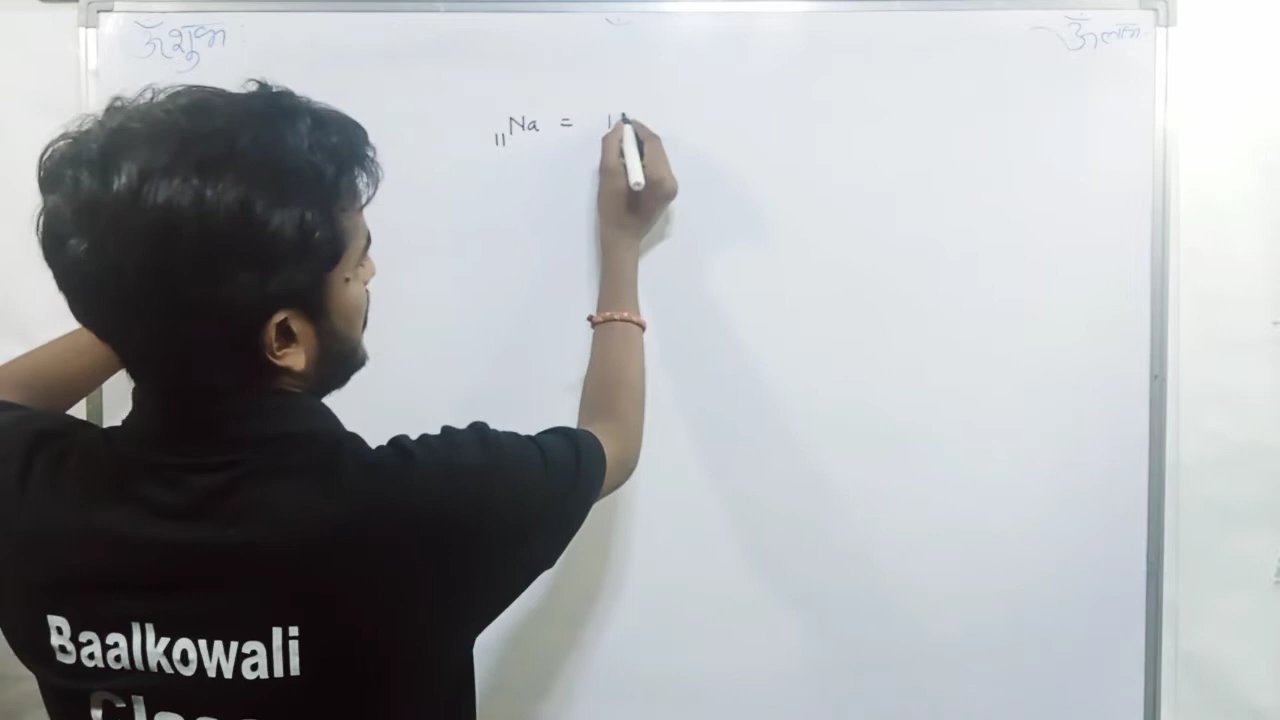 ॐ शुभ
ॐ लाभ
₁₁Na = 1
Baalkowali